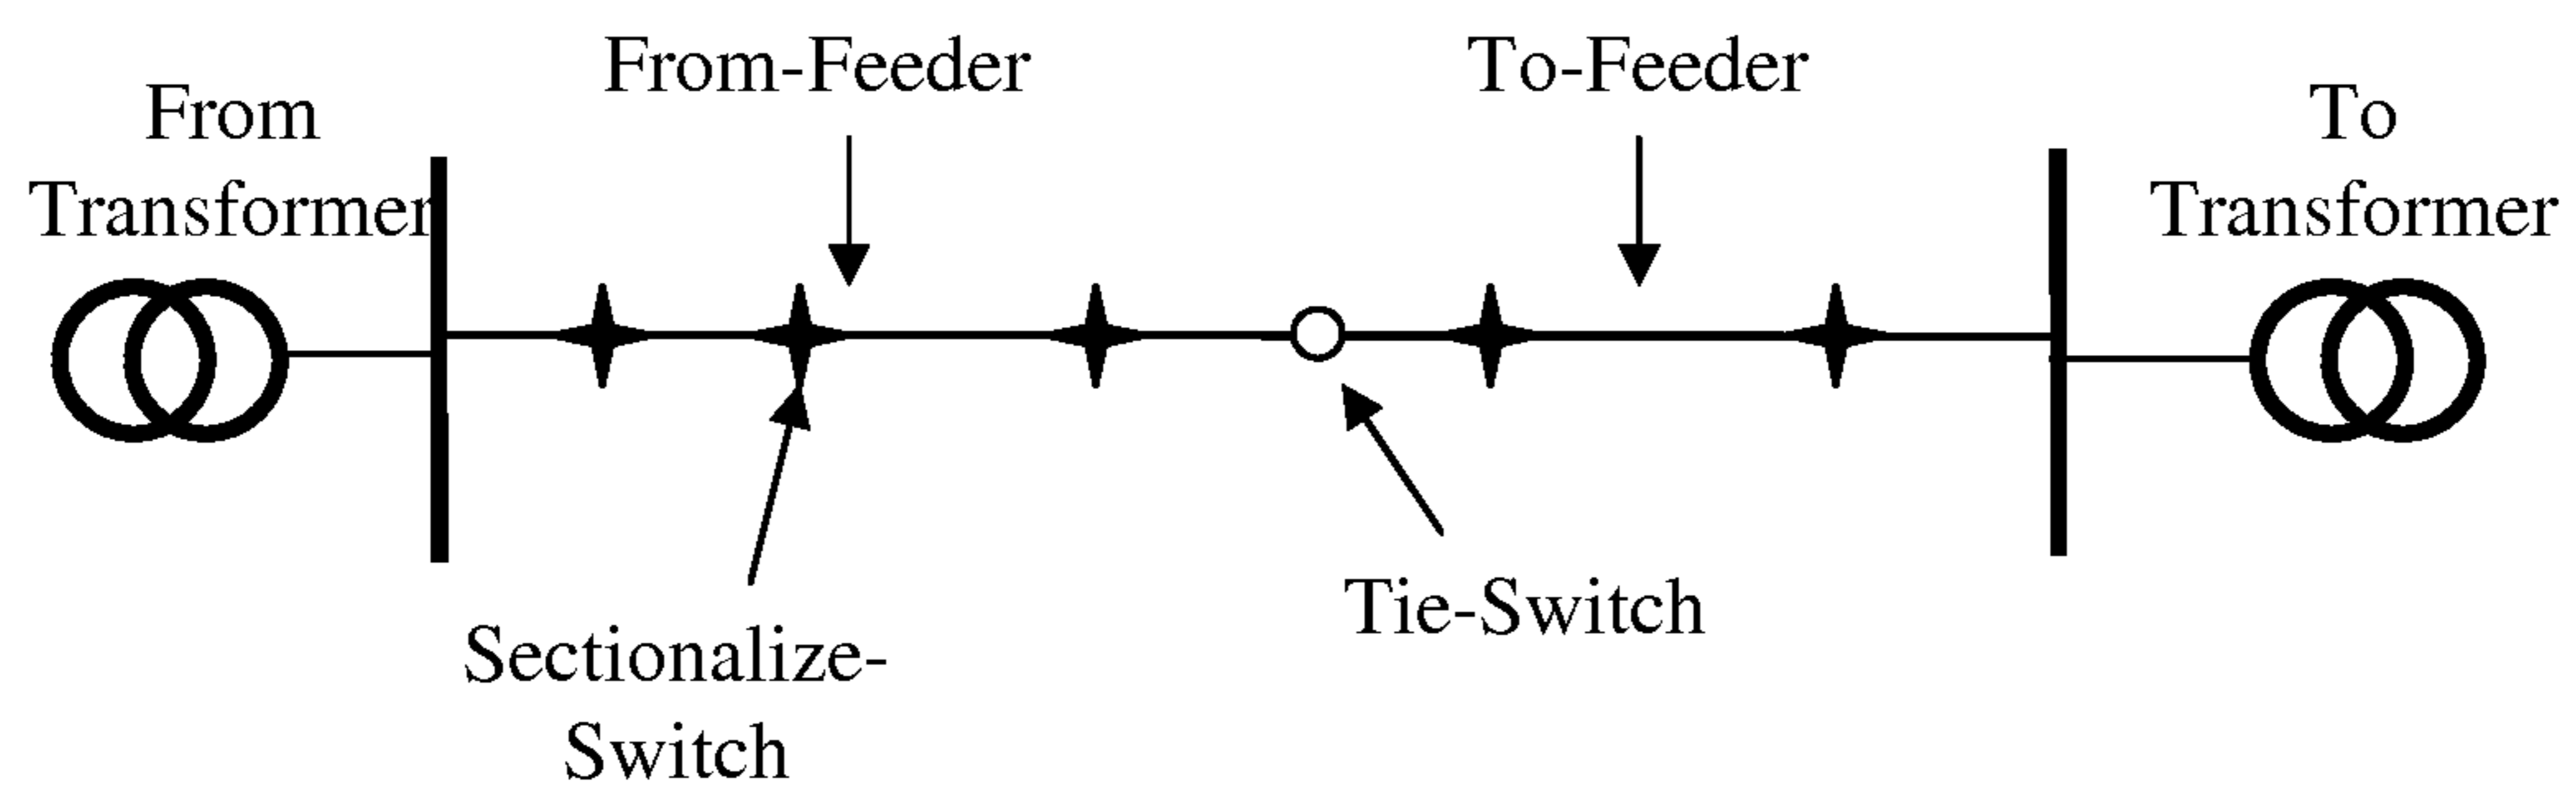 From
Transformer
From-Feeder
To-Feeder
To
Transformer
Sectionalize-
Switch
Tie-Switch